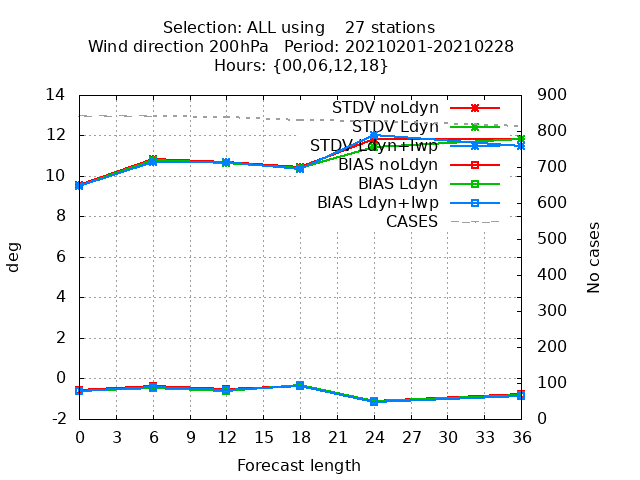 Selection: ALL using    27 stations
Wind direction 200hPa   Period: 20210201-20210228
Hours: {00,06,12,18}
14 900
STDV noLdyn
STDV Ldyn
12 800
STDV Ldyn+lwp
BIAS noLdyn
10 700
BIAS Ldyn
BIAS Ldyn+lwp
8 600
CASES
500
6
400
4 300
2 200
0 100
-2 0
deg
No cases
0 3 6 9 12 15 18 21 24 27 30 33 36
Forecast length